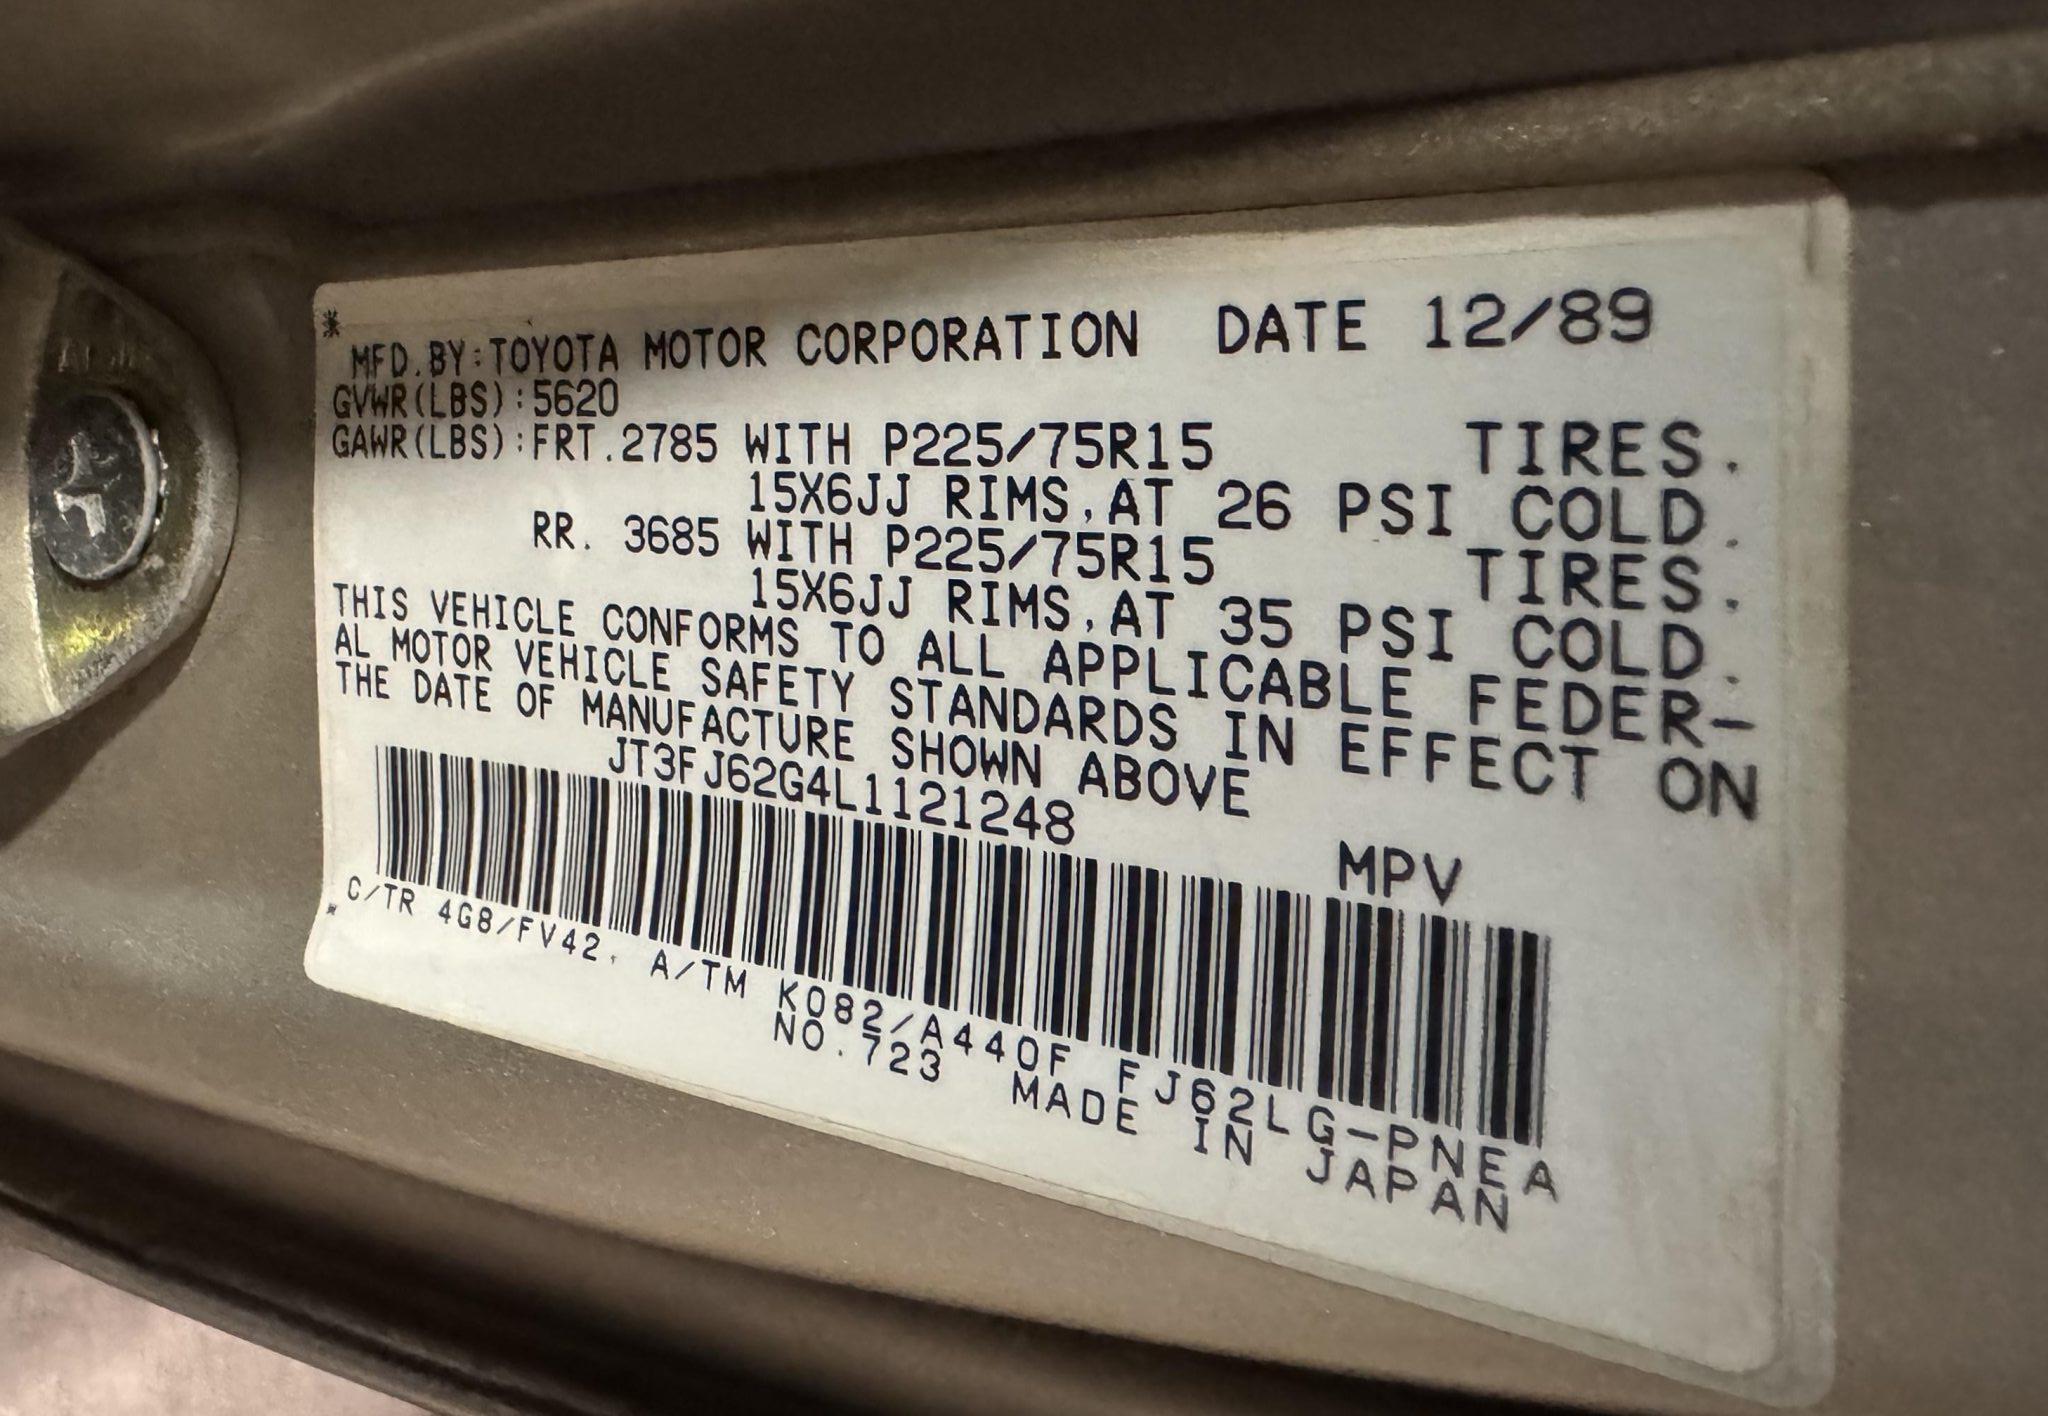 MFD.BY:TOYOTA MOTOR CORPORATION DATE 12/89
GVWR(LBS):5620
GAWR(LBS):FRT.2785 WITH P225/75R15 TIRES.
15X6JJ RIMS,AT 26 PSI COLD.
RR. 3685 WITH P225/75R15 TIRES.
15X6JJ RIMS,AT 35 PSI COLD.
THIS VEHICLE CONFORMS TO ALL APPLICABLE FEDER-
AL MOTOR VEHICLE SAFETY STANDARDS IN EFFECT ON
THE DATE OF MANUFACTURE SHOWN ABOVE
JT3FJ62G4L1121248 MPV
C/TR 4G8/FV42. A/TM K082/A440F FJ62LG-PNEA
NO.723 MADE IN JAPAN